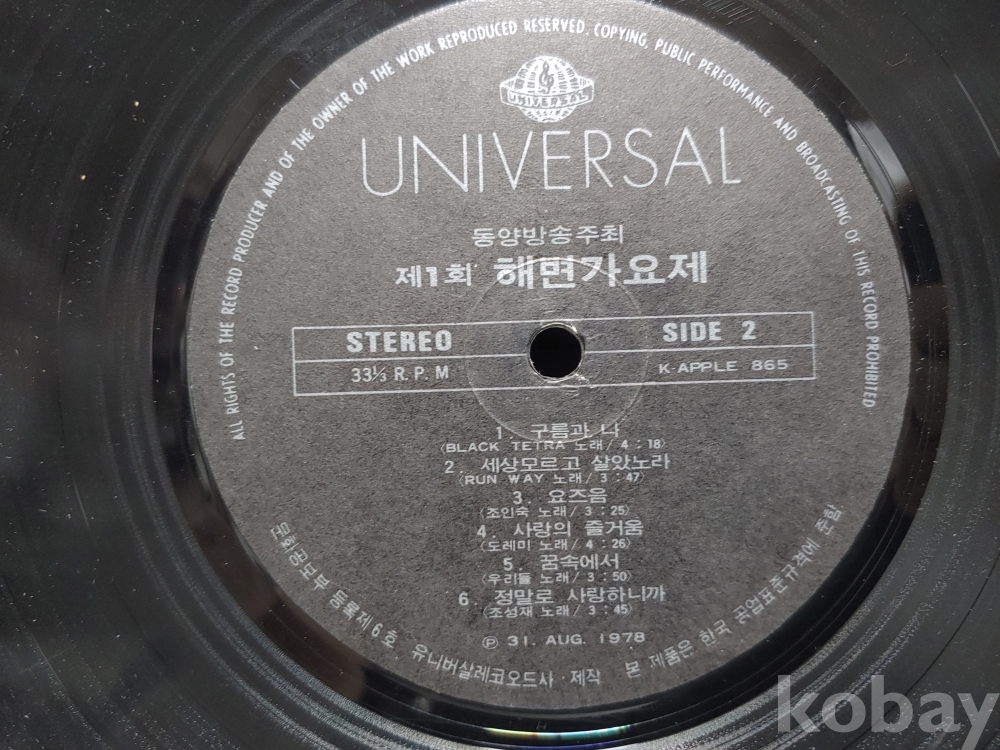 ALL RIGHTS OF THE RECORD PRODUCER AND OF THE OWNER OF THE WORK REPRODUCED RESERVED, COPYING, PUBLIC PERFORMANCE AND BROADCASTING OF THIS RECORD PROHIBITED
UNIVERSAL
UNIVERSAL
동양방송주최
제1회 해변가요제
STEREO
SIDE 2
33⅓ R.P.M
K-APPLE 865
1. 구름과 나
(BLACK TETRA 노래/4:18)
2. 세상모르고 살았노라
(RUN WAY 노래/3:47)
3. 요즈음
(조인숙 노래/3:25)
4. 사랑의 즐거움
(도레미 노래/4:26)
5. 꿈속에서
(우리들 노래/3:50)
6. 정말로 사랑하니까
(조성재 노래/3:45)
Ⓟ 31. AUG. 1978
문화공보부 등록제6호 유니버살레코오드사·제작 본 제품은 한국 공업표준규격에 준함.
kobay